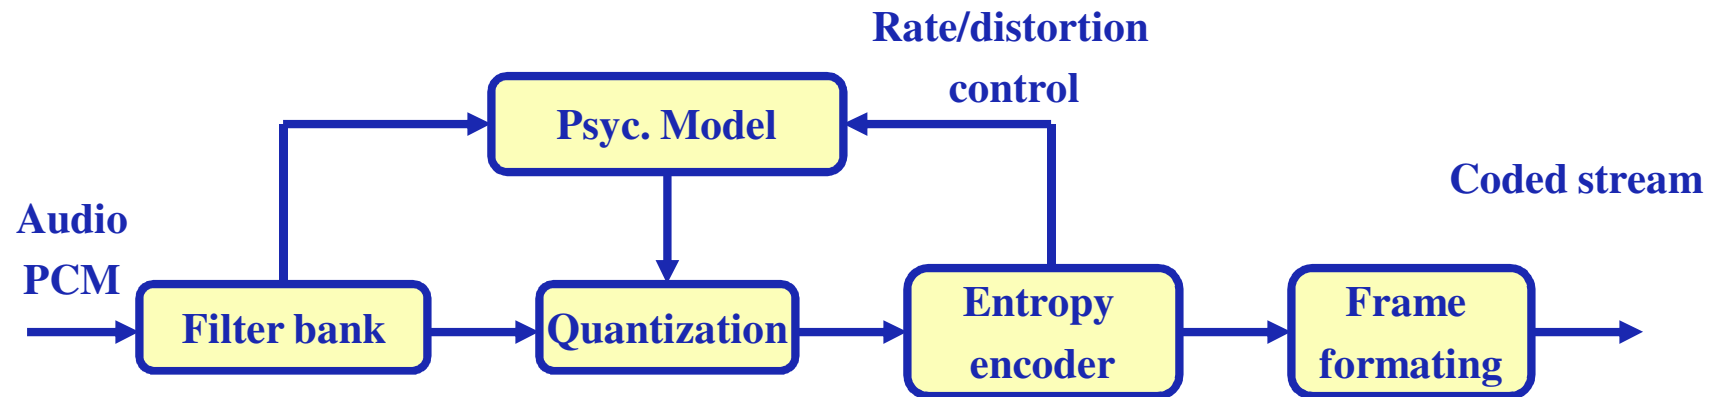 Rate/distortion
control
Psyc. Model
Coded stream
Audio
PCM
Filter bank
Quantization
Entropy
encoder
Frame
formating